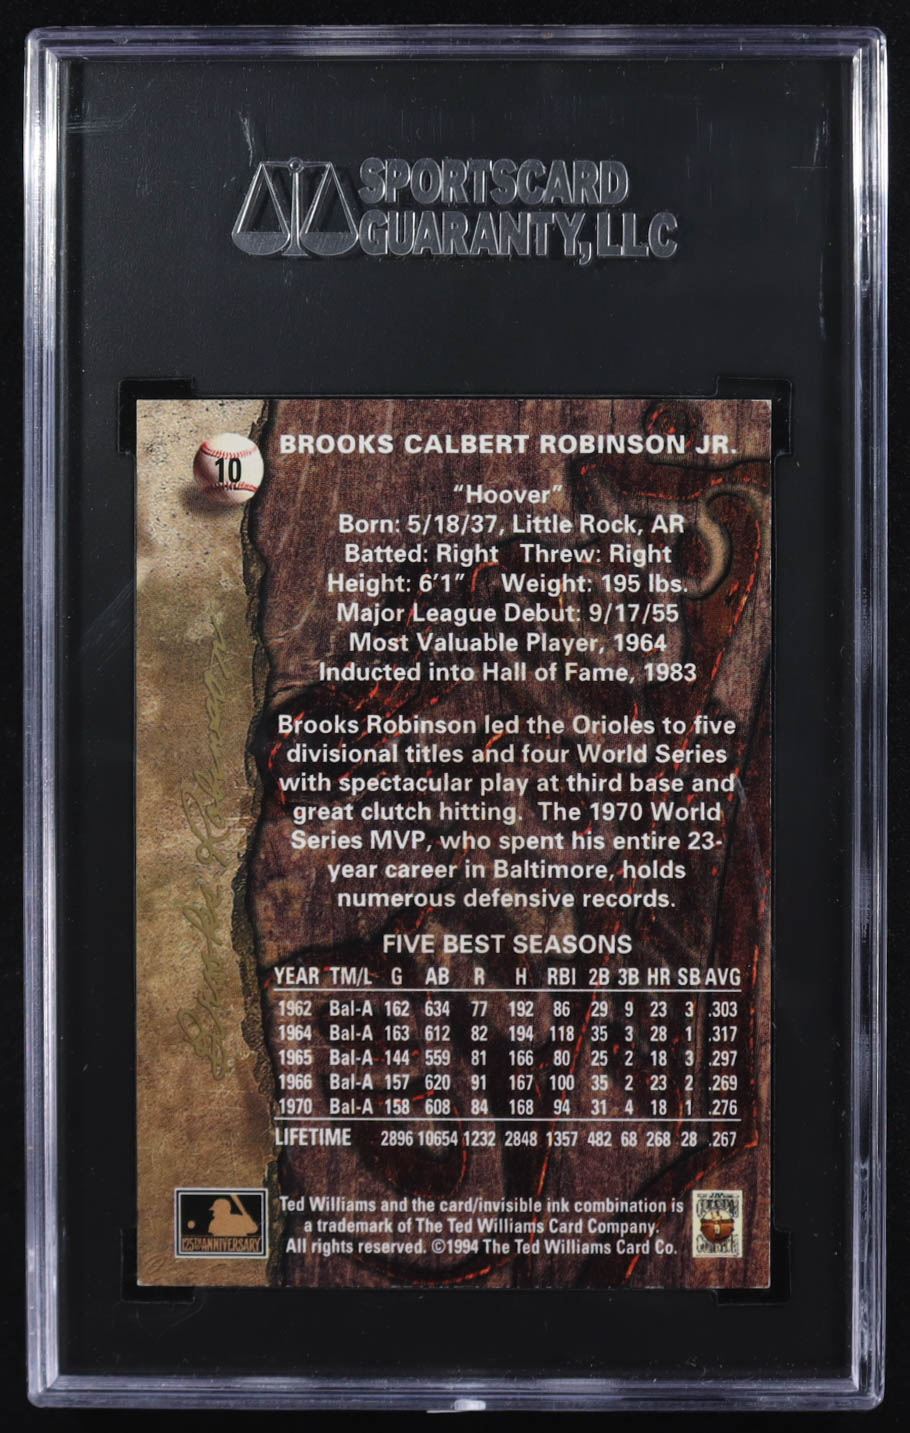 SPORTSCARD
GUARANTY, LLC
10
BROOKS CALBERT ROBINSON JR.
"Hoover"
Born: 5/18/37, Little Rock, AR
Batted: Right Threw: Right
Height: 6'1" Weight: 195 lbs.
Major League Debut: 9/17/55
Most Valuable Player, 1964
Inducted into Hall of Fame, 1983
Brooks Robinson led the Orioles to five
divisional titles and four World Series
with spectacular play at third base and
great clutch hitting. The 1970 World
Series MVP, who spent his entire 23-
year career in Baltimore, holds
numerous defensive records.
FIVE BEST SEASONS
YEAR TM/L G AB R H RBI 2B 3B HR SB AVG
1962 Bal-A 162 634 77 192 86 29 9 23 3 .303
1964 Bal-A 163 612 82 194 118 35 3 28 1 .317
1965 Bal-A 144 559 81 166 80 25 2 18 3 .297
1966 Bal-A 157 620 91 167 100 35 2 23 2 .269
1970 Bal-A 158 608 84 168 94 31 4 18 1 .276
LIFETIME 2896 10654 1232 2848 1357 482 68 268 28 .267
Brooks Robinson
125TH ANNIVERSARY
Ted Williams and the card/invisible ink combination is
a trademark of The Ted Williams Card Company.
All rights reserved. ©1994 The Ted Williams Card Co.